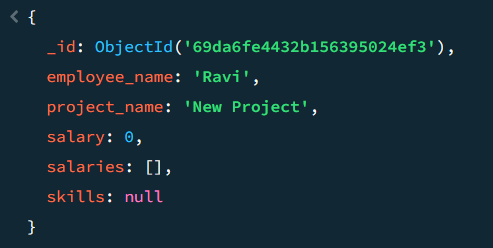 {
_id: ObjectId('69da6fe4432b156395024ef3'),
employee_name: 'Ravi',
project_name: 'New Project',
salary: 0,
salaries: [],
skills: null
}